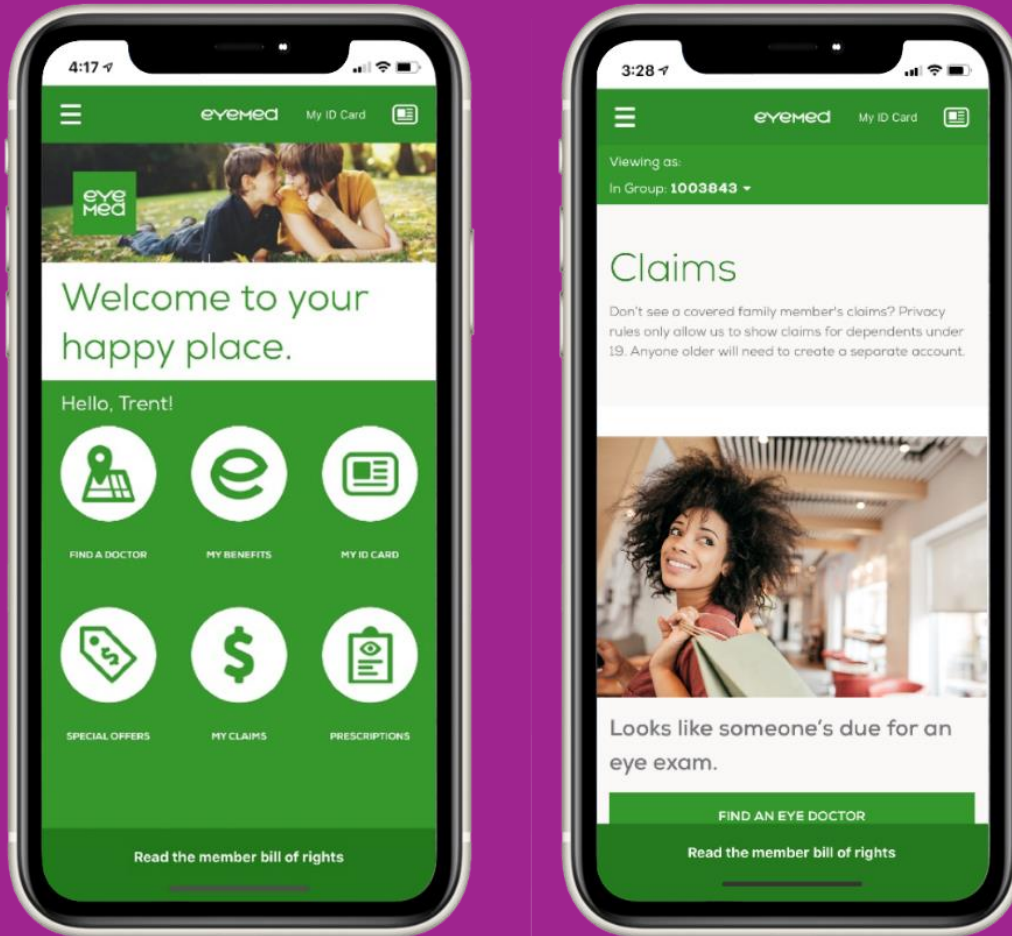 4:17
eyemed
My ID Card
eye
med
Welcome to your
happy place.
Hello, Trent!
FIND A DOCTOR
MY BENEFITS
MY ID CARD
SPECIAL OFFERS
MY CLAIMS
PRESCRIPTIONS
Read the member bill of rights
3:28
eyemed
My ID Card
Viewing as:
In Group: 1003843
Claims
Don't see a covered family member's claims? Privacy
rules only allow us to show claims for dependents under
19. Anyone older will need to create a separate account.
Looks like someone's due for an
eye exam.
FIND AN EYE DOCTOR
Read the member bill of rights